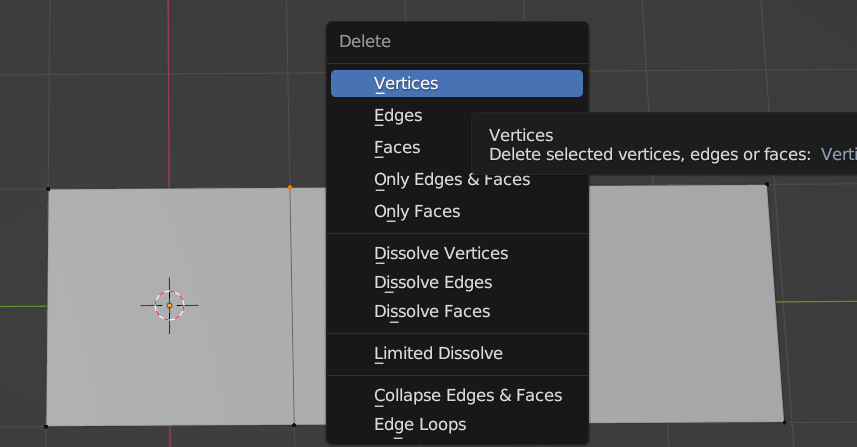 Delete
Vertices
Edges
Vertices
Faces
Delete selected vertices, edges or faces: Verti
Only Edges & Faces
Only Faces
Dissolve Vertices
Dissolve Edges
Dissolve Faces
Limited Dissolve
Collapse Edges & Faces
Edge Loops